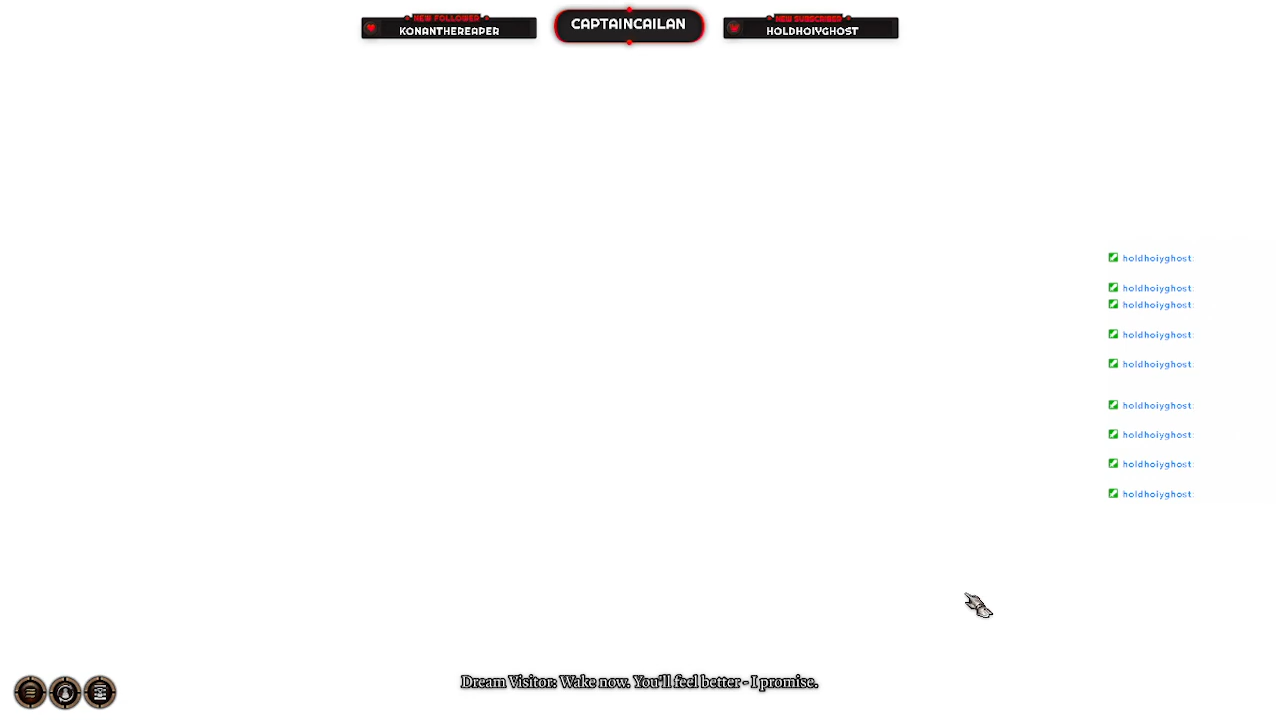 NEW FOLLOWER
KONANTHEREAPER
CAPTAINCAILAN
NEW SUBSCRIBER
HOLDHOIYGHOST
holdhoiyghost:
holdhoiyghost:
holdhoiyghost:
holdhoiyghost:
holdhoiyghost:
holdhoiyghost:
holdhoiyghost:
holdhoiyghost:
holdhoiyghost:
Dream Visitor: Wake now. You'll feel better - I promise.